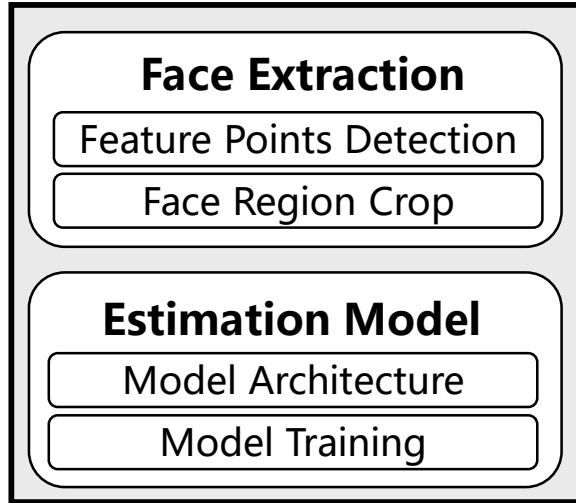 Face Extraction
Feature Points Detection
Face Region Crop
Estimation Model
Model Architecture
Model Training